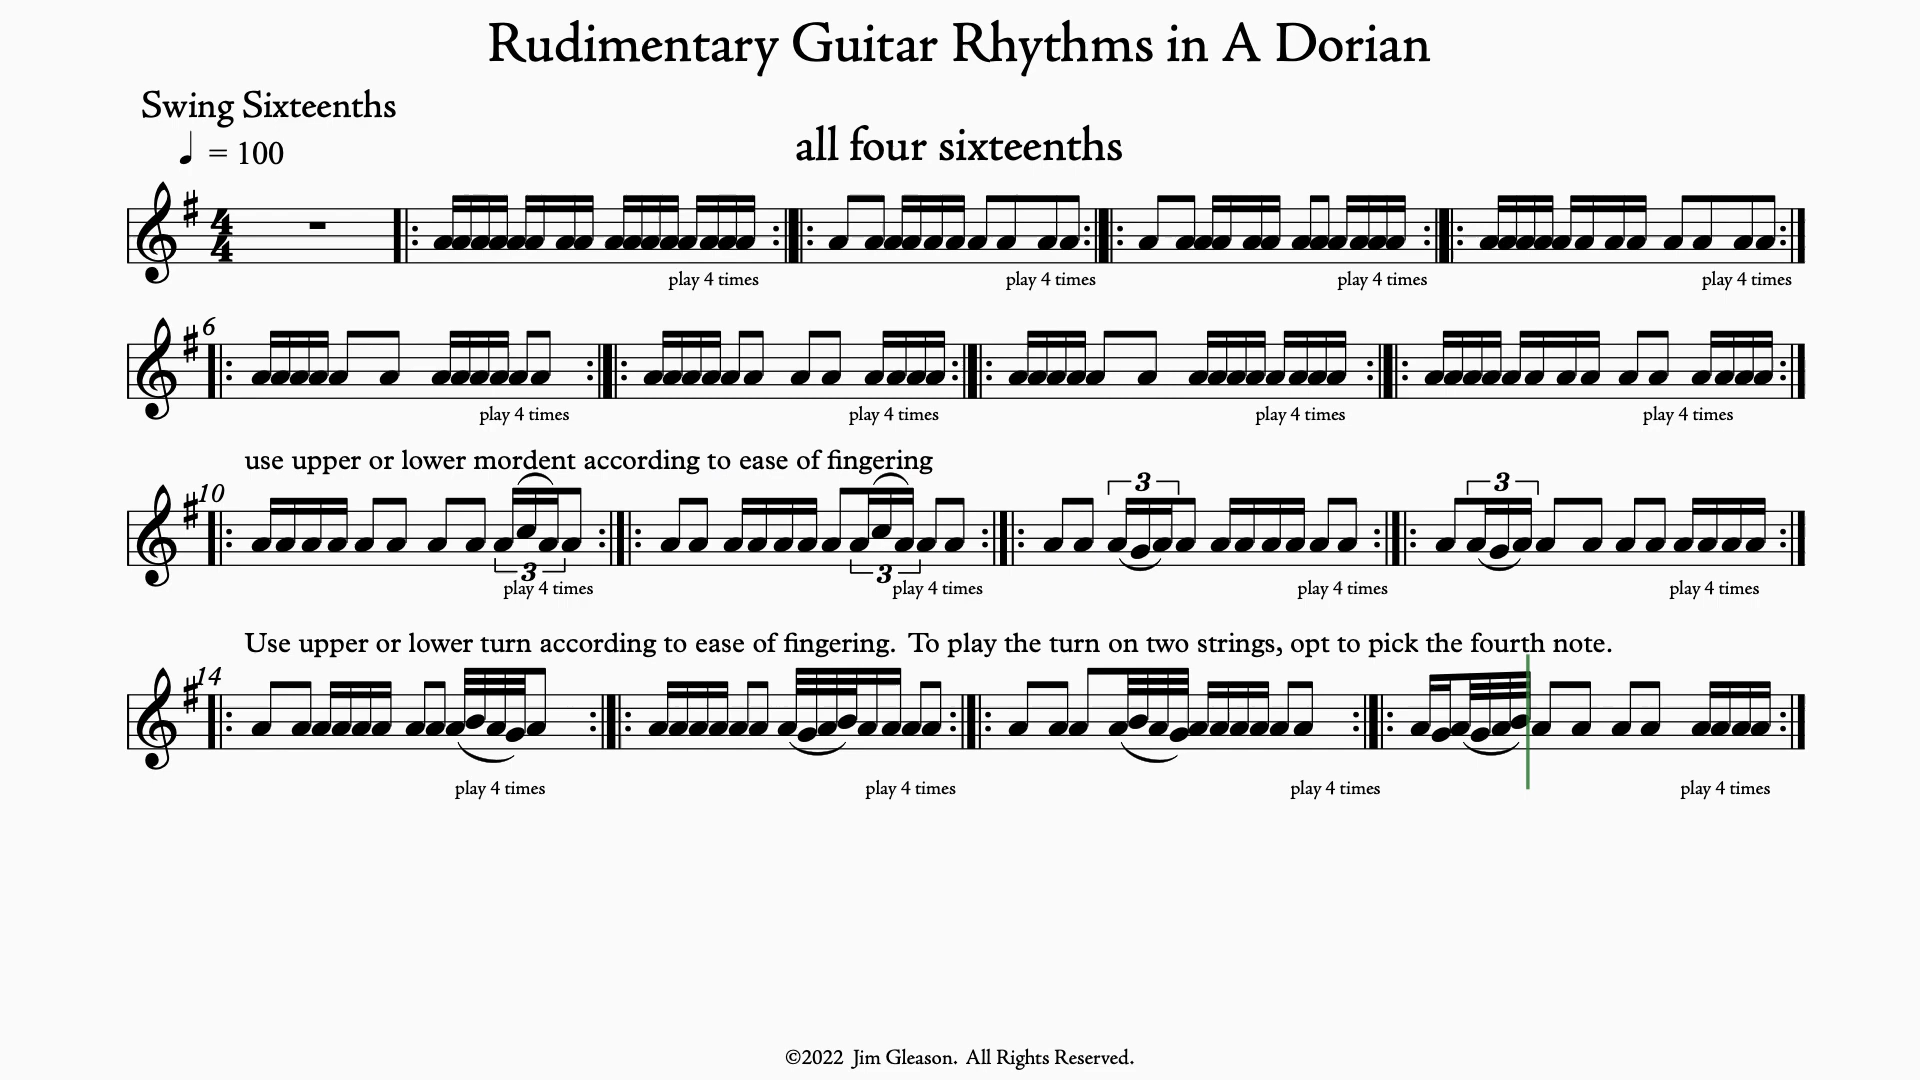 Rudimentary Guitar Rhythms in A Dorian
Swing Sixteenths
♩ = 100
all four sixteenths
4
4
play 4 times play 4 times play 4 times play 4 times
6
play 4 times play 4 times play 4 times play 4 times
use upper or lower mordent according to ease of fingering
10
3 3
3 3
play 4 times play 4 times play 4 times play 4 times
Use upper or lower turn according to ease of fingering. To play the turn on two strings, opt to pick the fourth note.
14
play 4 times play 4 times play 4 times play 4 times
©2022 Jim Gleason. All Rights Reserved.